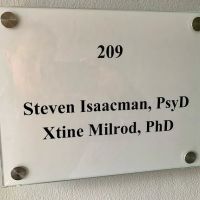 209
Steven Isaacman, PsyD
Xtine Milrod, PhD